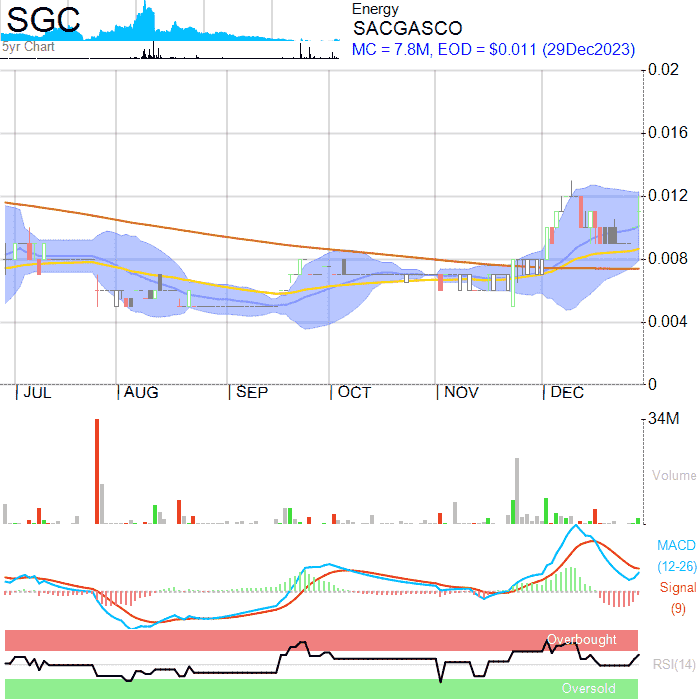 SGC
5yr Chart
Energy
SACGASCO
MC = 7.8M, EOD = $0.011 (29Dec2023)
0.02
0.016
0.012
0.008
0.004
0
JUL AUG SEP OCT NOV DEC
34M
Volume
MACD
(12-26)
Signal
(9)
Overbought
RSI(14)
Oversold